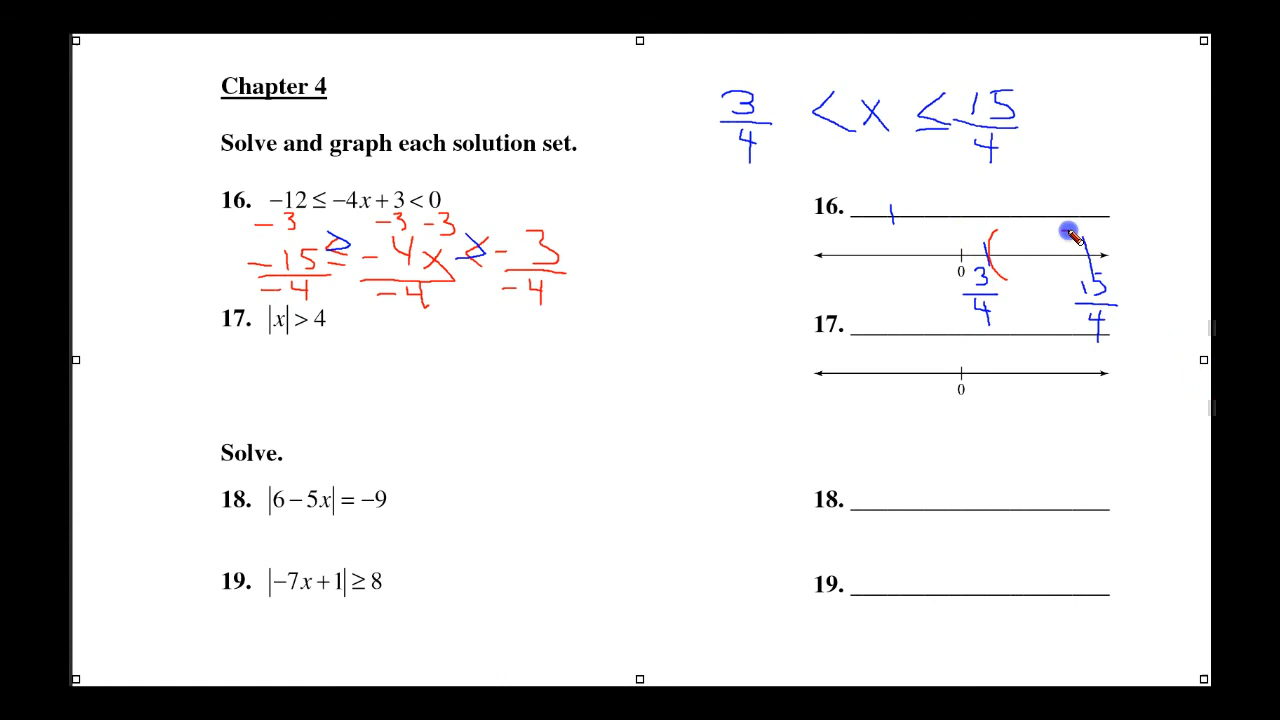 Chapter 4
3/4 < x ≤ 15/4
Solve and graph each solution set.
16. −12 ≤ −4x + 3 < 0
−3 −3 −3
−15 ≥ −4x > −3
−4 −4 −4
16.
(
0
3/4 15/4
17. |x| > 4
17.
0
Solve.
18. |6 − 5x| = −9
18.
19. |−7x + 1| ≥ 8
19.